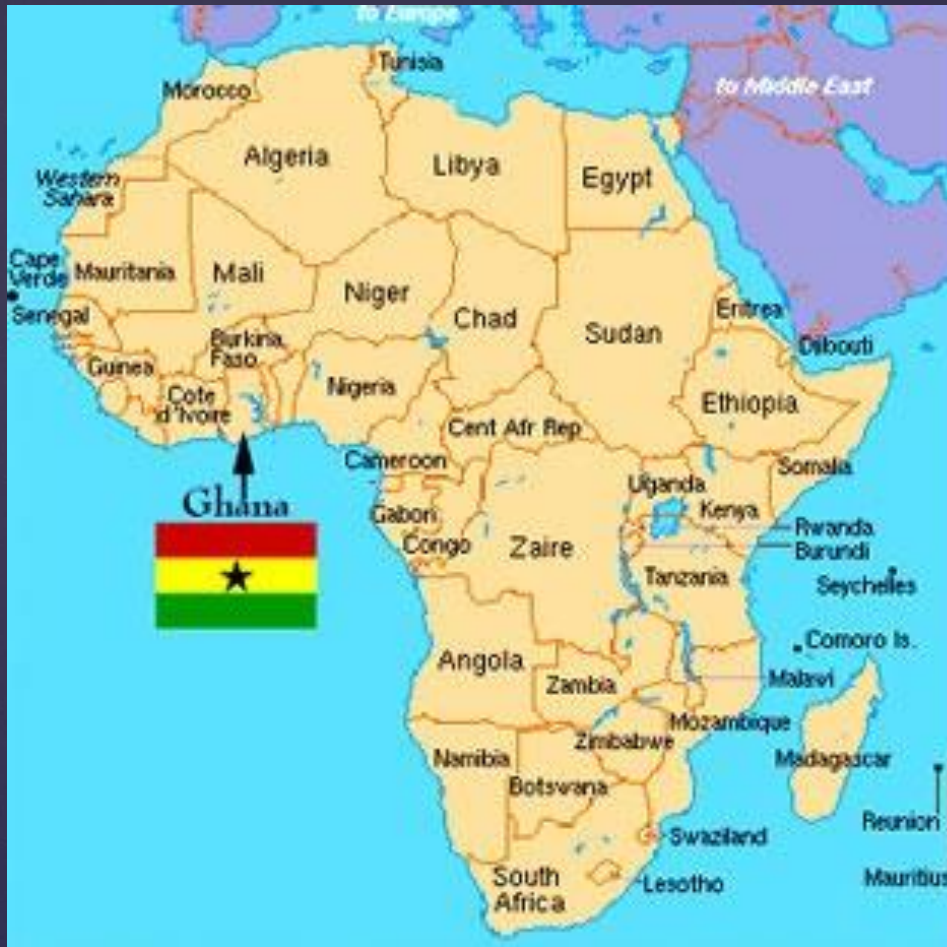 to Europe
Tunisia
Morocco
to Middle East
Algeria
Libya
Egypt
Western
Sahara
Cape
Verde
Mauritania
Mali
Niger
Chad
Sudan
Eritrea
Senegal
Burkina
Faso
Djibouti
Guinea
Cote
d'Ivoire
Nigeria
Ethiopia
Cent Afr Rep
Cameroon
Somalia
Uganda
Kenya
Ghana
Gabon
Congo
Zaire
Rwanda
Burundi
Tanzania
Seychelles
Comoro Is.
Angola
Zambia
Malawi
Mozambique
Zimbabwe
Namibia
Madagascar
Botswana
Reunion
Swaziland
South
Africa
Lesotho
Mauritius